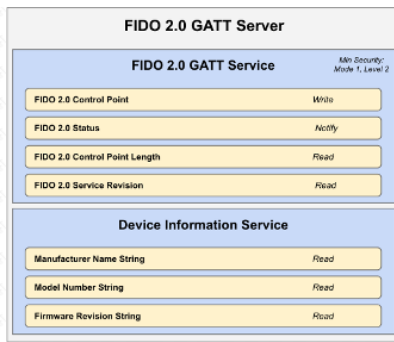 FIDO 2.0 GATT Server
FIDO 2.0 GATT Service
Min Security:
Mode 1, Level 2
FIDO 2.0 Control Point Write
FIDO 2.0 Status Notify
FIDO 2.0 Control Point Length Read
FIDO 2.0 Service Revision Read
Device Information Service
Manufacturer Name String Read
Model Number String Read
Firmware Revision String Read